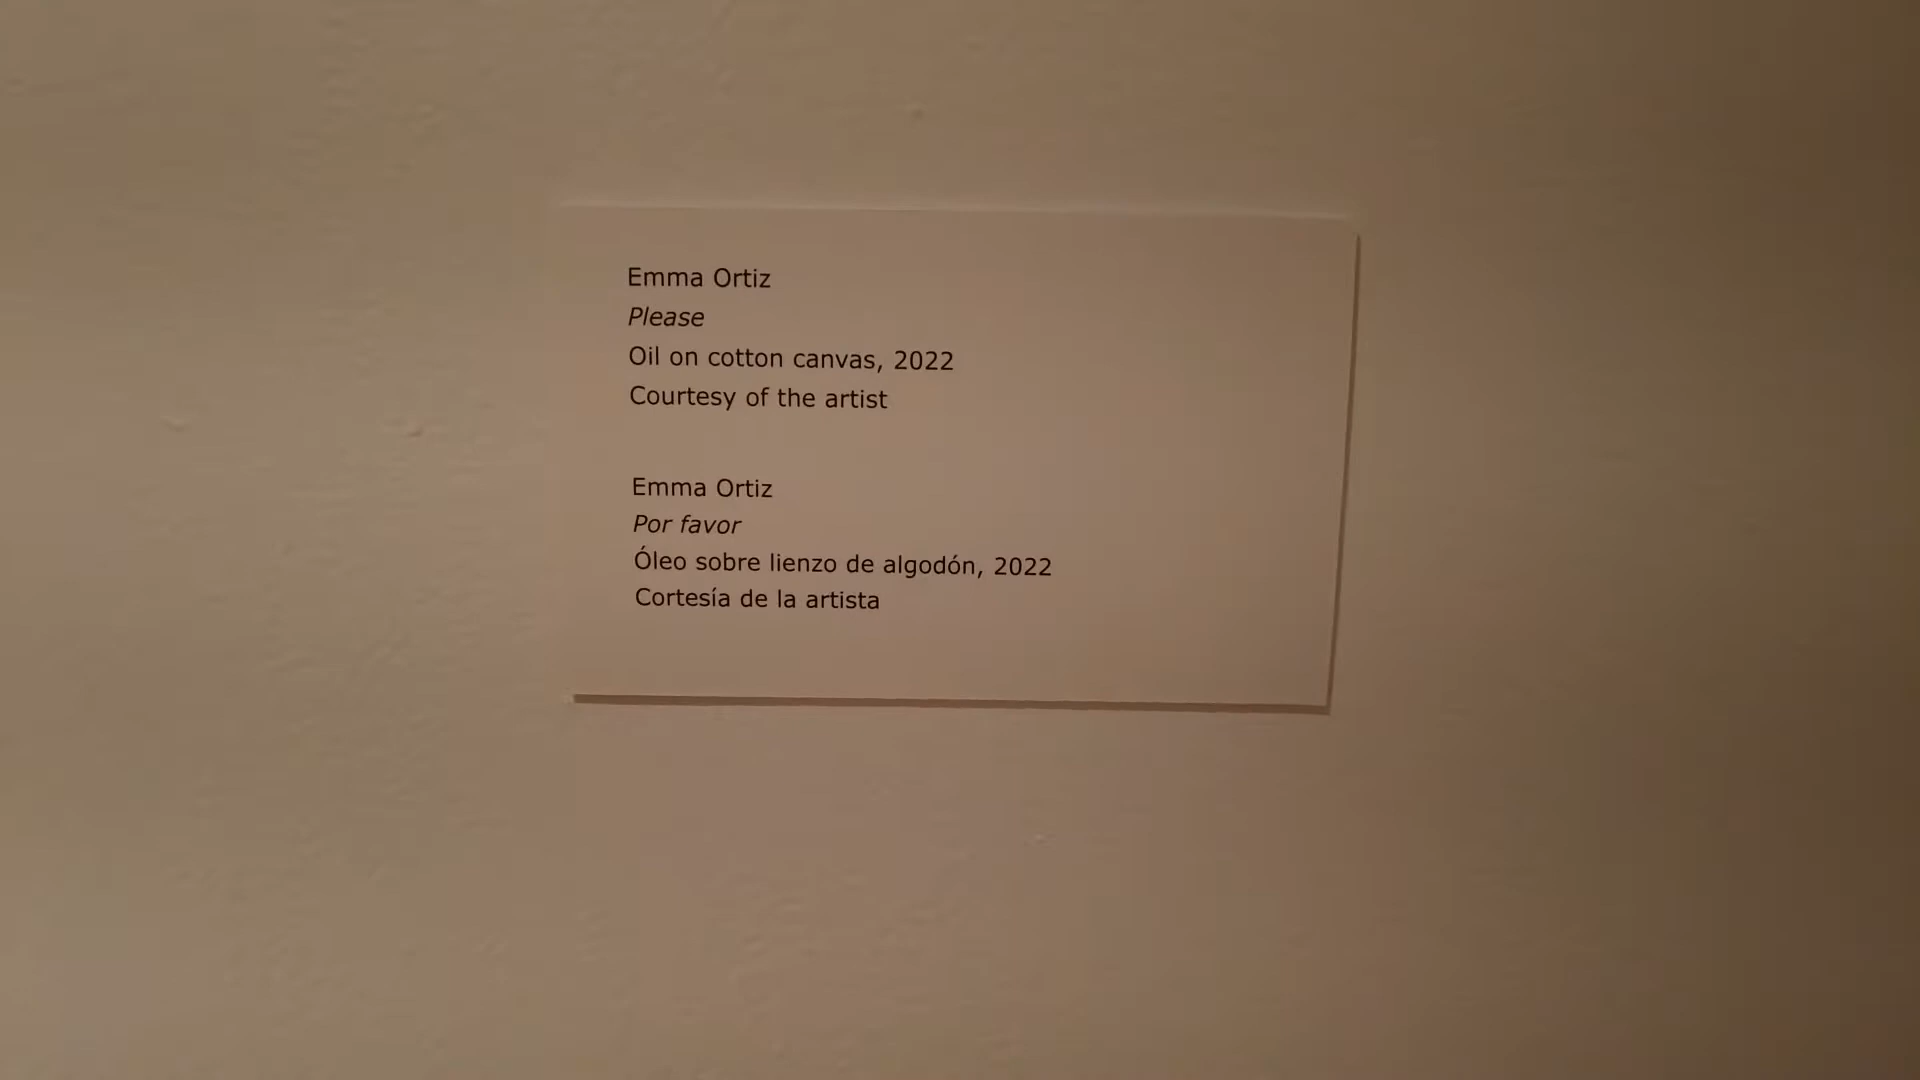 Emma Ortiz
Please
Oil on cotton canvas, 2022
Courtesy of the artist
Emma Ortiz
Por favor
Óleo sobre lienzo de algodón, 2022
Cortesía de la artista